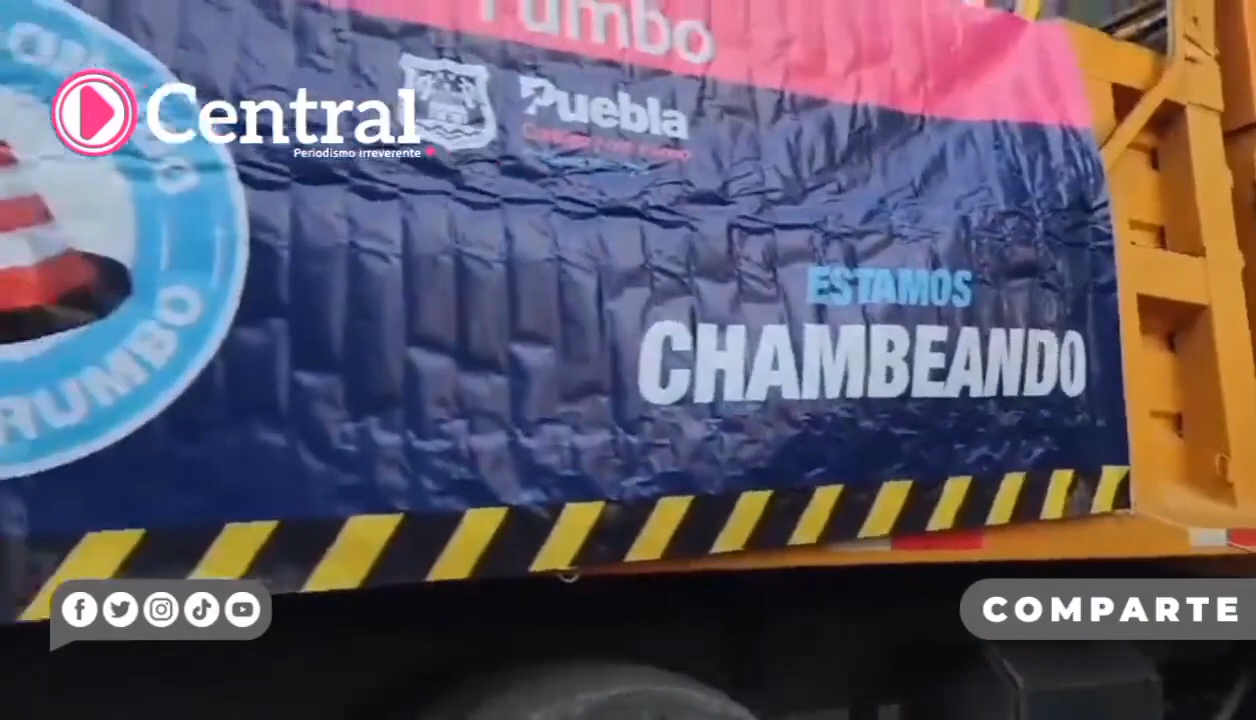 rumbo
Puebla
Central
Periodismo irreverente
RUMBO
ESTAMOS
CHAMBEANDO
COMPARTE